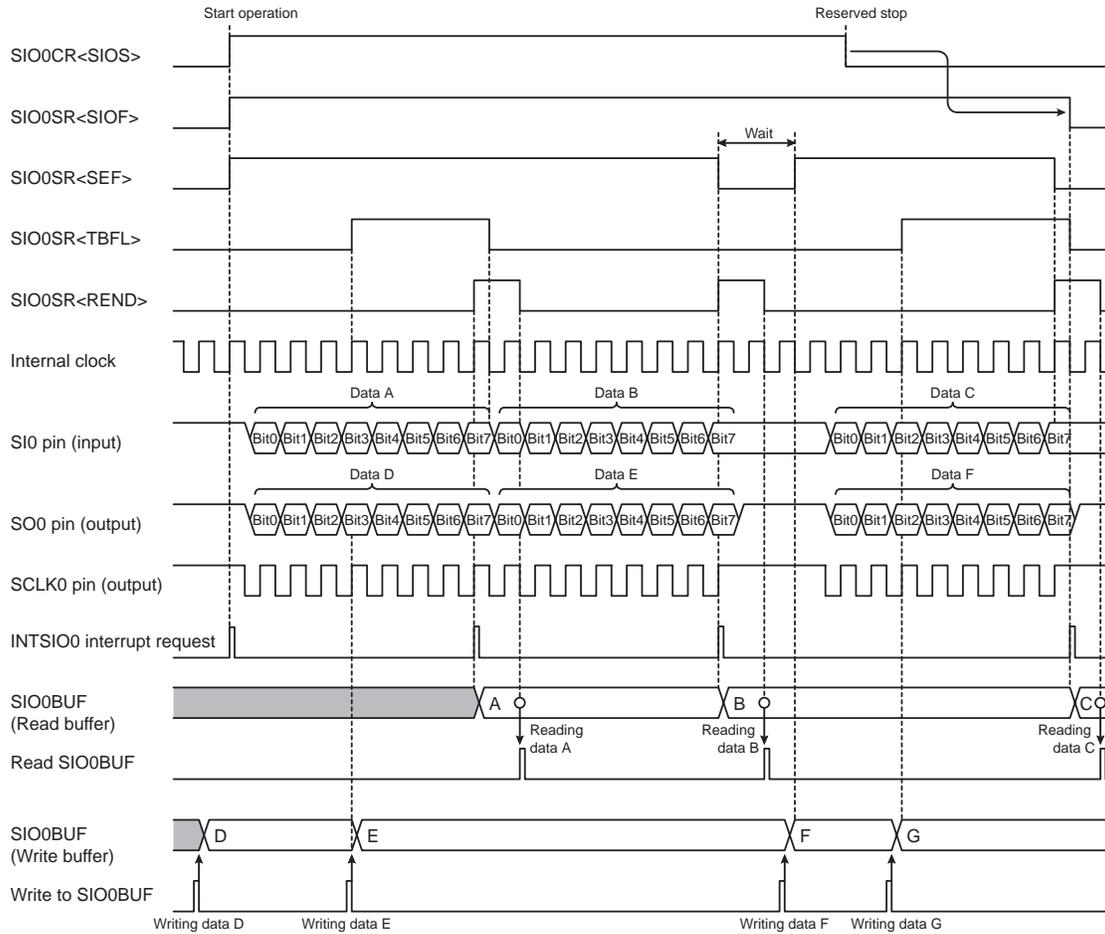 Start operation
Reserved stop
SIO0CR<SIOS>
SIO0SR<SIOF>
Wait
SIO0SR<SEF>
SIO0SR<TBFL>
SIO0SR<REND>
Internal clock
Data A
Data B
Data C
SI0 pin (input)
Bit0 Bit1 Bit2 Bit3 Bit4 Bit5 Bit6 Bit7 Bit0 Bit1 Bit2 Bit3 Bit4 Bit5 Bit6 Bit7 Bit0 Bit1 Bit2 Bit3 Bit4 Bit5 Bit6 Bit7
Data D
Data E
Data F
SO0 pin (output)
Bit0 Bit1 Bit2 Bit3 Bit4 Bit5 Bit6 Bit7 Bit0 Bit1 Bit2 Bit3 Bit4 Bit5 Bit6 Bit7 Bit0 Bit1 Bit2 Bit3 Bit4 Bit5 Bit6 Bit7
SCLK0 pin (output)
INTSIO0 interrupt request
SIO0BUF
(Read buffer)
A
B
C
Reading
data A
Reading
data B
Reading
data C
Read SIO0BUF
SIO0BUF
(Write buffer)
D
E
F
G
Write to SIO0BUF
Writing data D
Writing data E
Writing data F
Writing data G